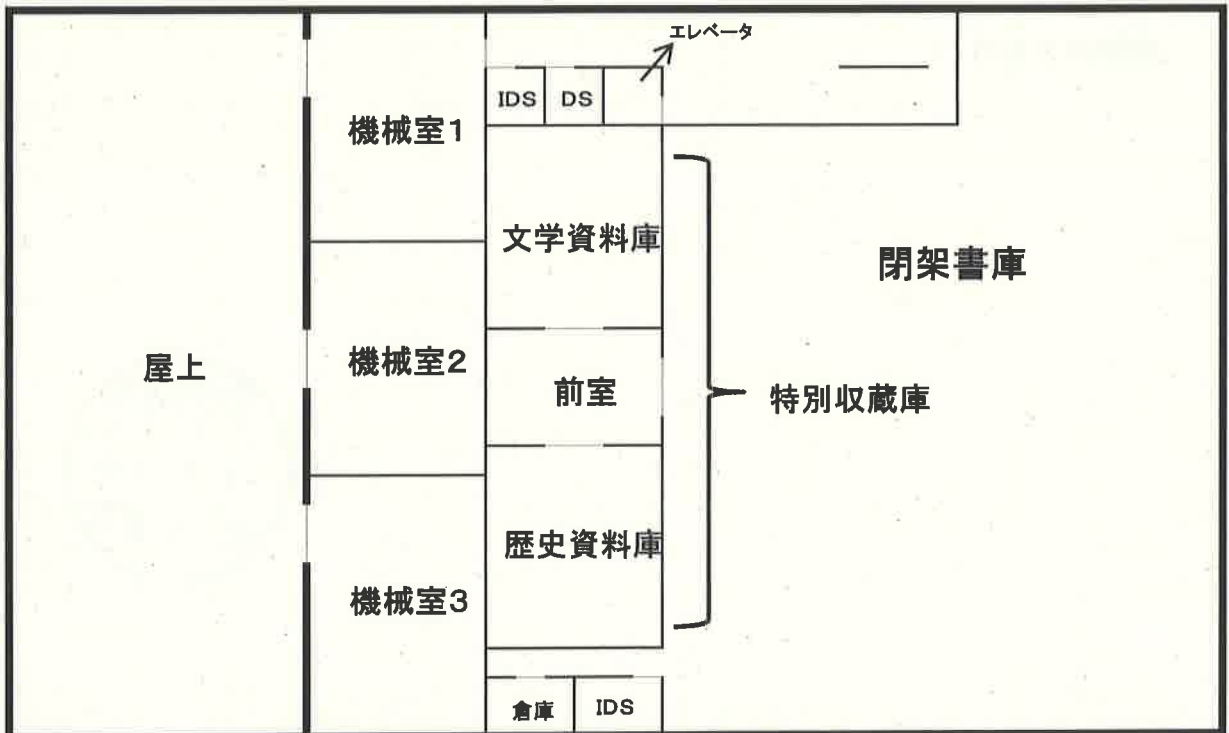 エレベータ
IDS
DS
機械室1
文学資料庫
閉架書庫
機械室2
屋上
前室
特別収蔵庫
歴史資料庫
機械室3
倉庫
IDS